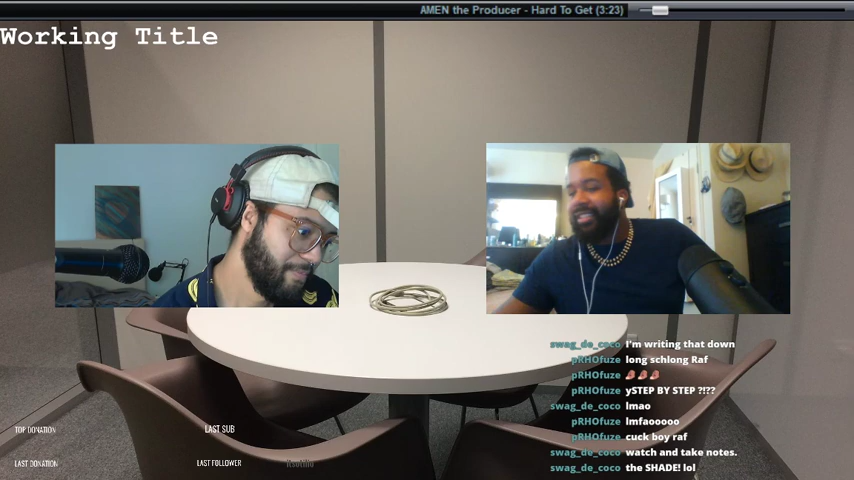 AMEN the Producer - Hard To Get (3:23)
Working Title
swag_de_coco I'm writing that down
pRHOfuze long schlong Raf
pRHOfuze
pRHOfuze ySTEP BY STEP ?!??
swag_de_coco lmao
pRHOfuze lmfaooooo
pRHOfuze cuck boy raf
swag_de_coco watch and take notes.
swag_de_coco the SHADE! lol
TOP DONATION
LAST SUB
LAST DONATION
LAST FOLLOWER